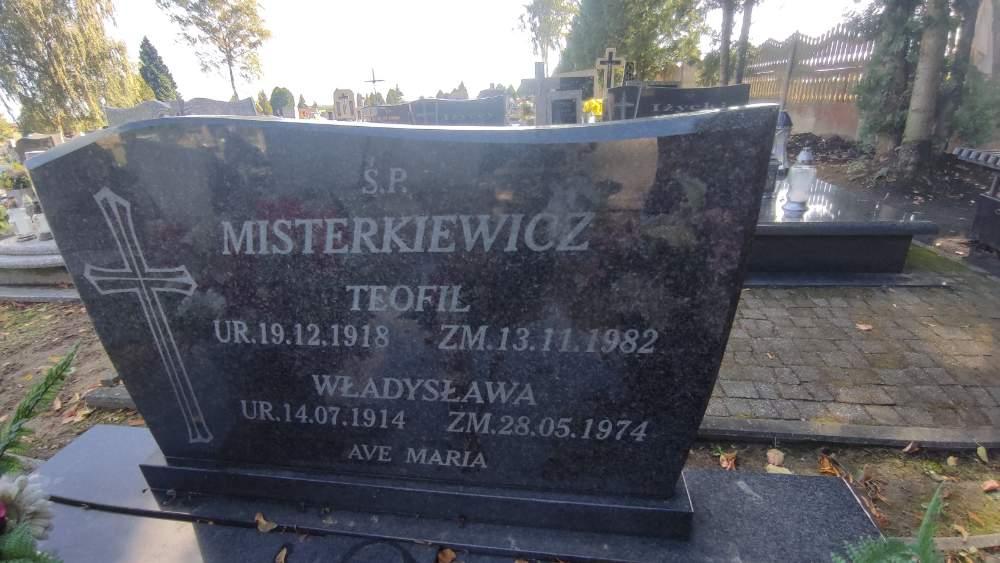 Ś.P.
MISTERKIEWICZ
TEOFIL
UR.19.12.1918 ZM.13.11.1982
WŁADYSŁAWA
UR.14.07.1914 ZM.28.05.1974
AVE MARIA